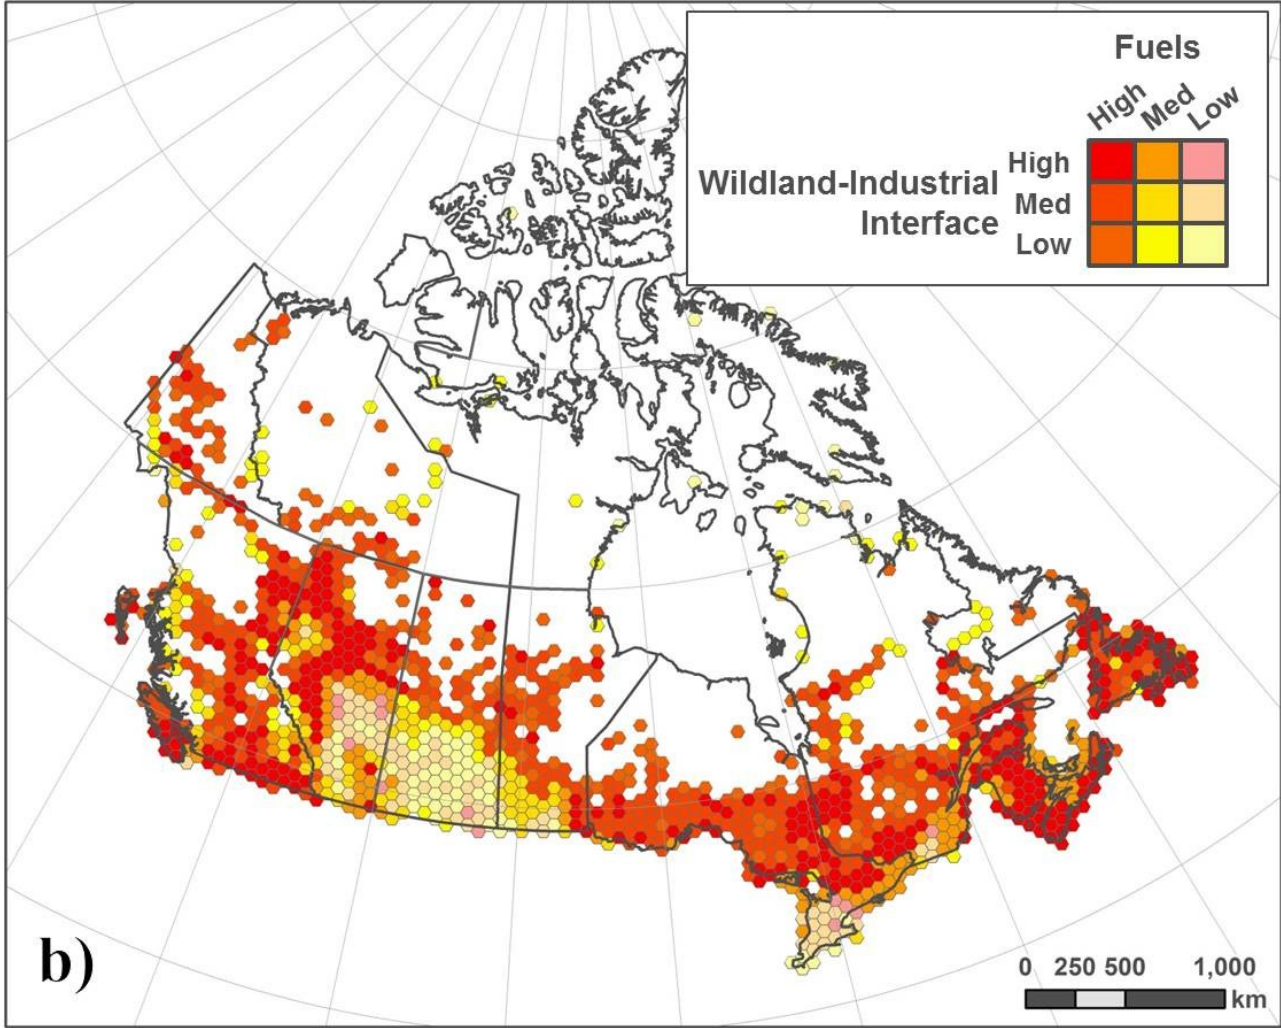 Fuels
High Med Low
High
Wildland-Industrial
Med
Interface
Low
b)
0 250 500 1,000
km